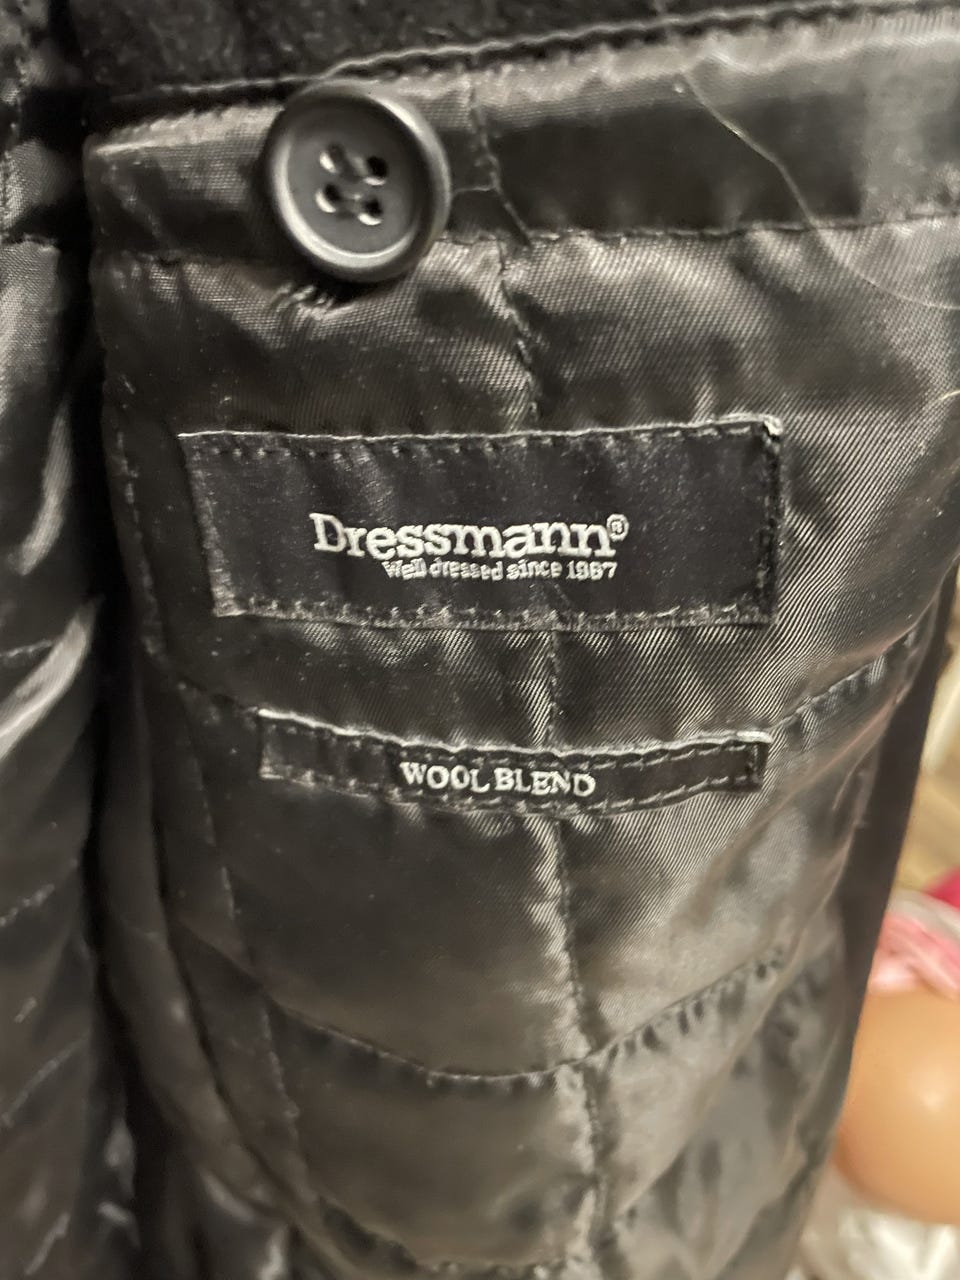 Dressmann®
Well dressed since 1967
WOOL BLEND